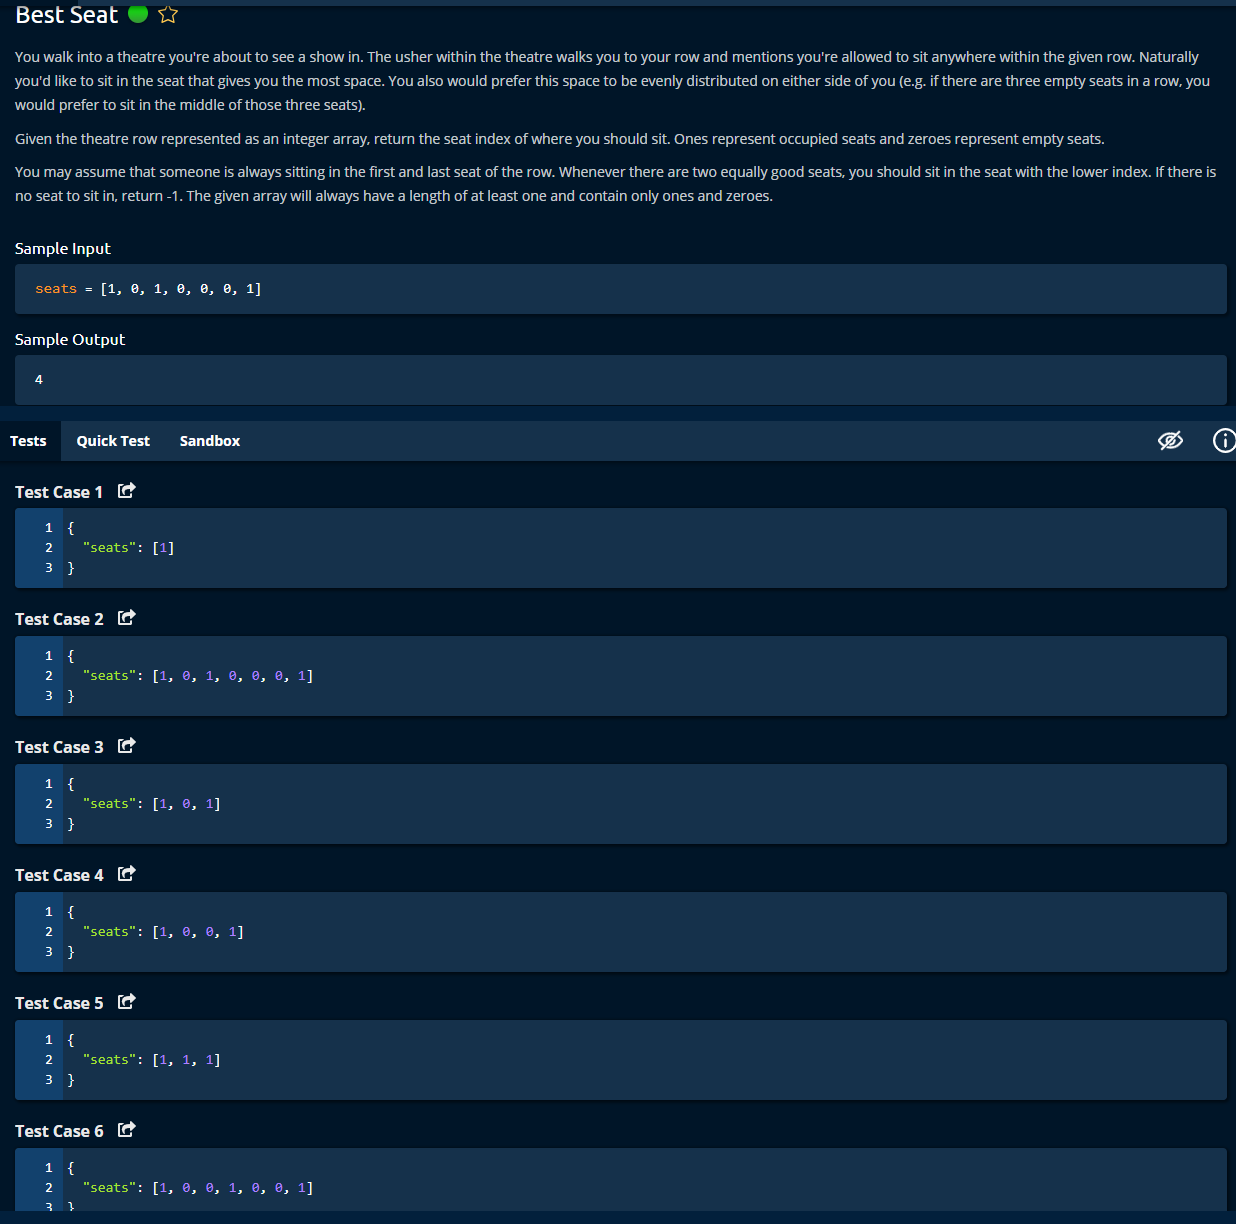 Best Seat
You walk into a theatre you're about to see a show in. The usher within the theatre walks you to your row and mentions you're allowed to sit anywhere within the given row. Naturally
you'd like to sit in the seat that gives you the most space. You also would prefer this space to be evenly distributed on either side of you (e.g. if there are three empty seats in a row, you
would prefer to sit in the middle of those three seats).
Given the theatre row represented as an integer array, return the seat index of where you should sit. Ones represent occupied seats and zeroes represent empty seats.
You may assume that someone is always sitting in the first and last seat of the row. Whenever there are two equally good seats, you should sit in the seat with the lower index. If there is
no seat to sit in, return -1. The given array will always have a length of at least one and contain only ones and zeroes.
Sample Input
seats = [1, 0, 1, 0, 0, 0, 1]
Sample Output
4
Tests Quick Test Sandbox
Test Case 1
1 {
2 "seats": [1]
3 }
Test Case 2
1 {
2 "seats": [1, 0, 1, 0, 0, 0, 1]
3 }
Test Case 3
1 {
2 "seats": [1, 0, 1]
3 }
Test Case 4
1 {
2 "seats": [1, 0, 0, 1]
3 }
Test Case 5
1 {
2 "seats": [1, 1, 1]
3 }
Test Case 6
1 {
2 "seats": [1, 0, 0, 1, 0, 0, 1]
3 }